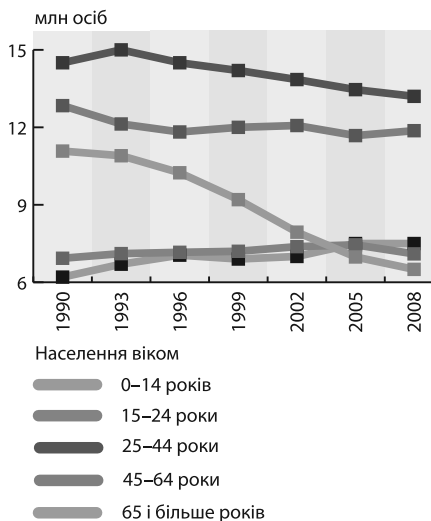 млн осіб
15
12
9
6
1990
1993
1996
1999
2002
2005
2008
Населення віком
0–14 років
15–24 роки
25–44 роки
45–64 роки
65 і більше років